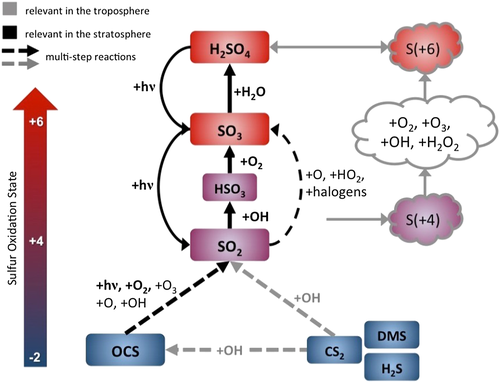 relevant in the troposphere
relevant in the stratosphere
multi-step reactions
Sulfur Oxidation State
+6
+4
-2
H₂SO₄
S(+6)
+hν
+H₂O
SO₃
+O₂, +O₃,
+OH, +H₂O₂
+O₂
+O, +HO₂,
+halogens
+hν
HSO₃
+OH
S(+4)
SO₂
+hν, +O₂, +O₃
+O, +OH
+OH
OCS
+OH
CS₂
DMS
H₂S